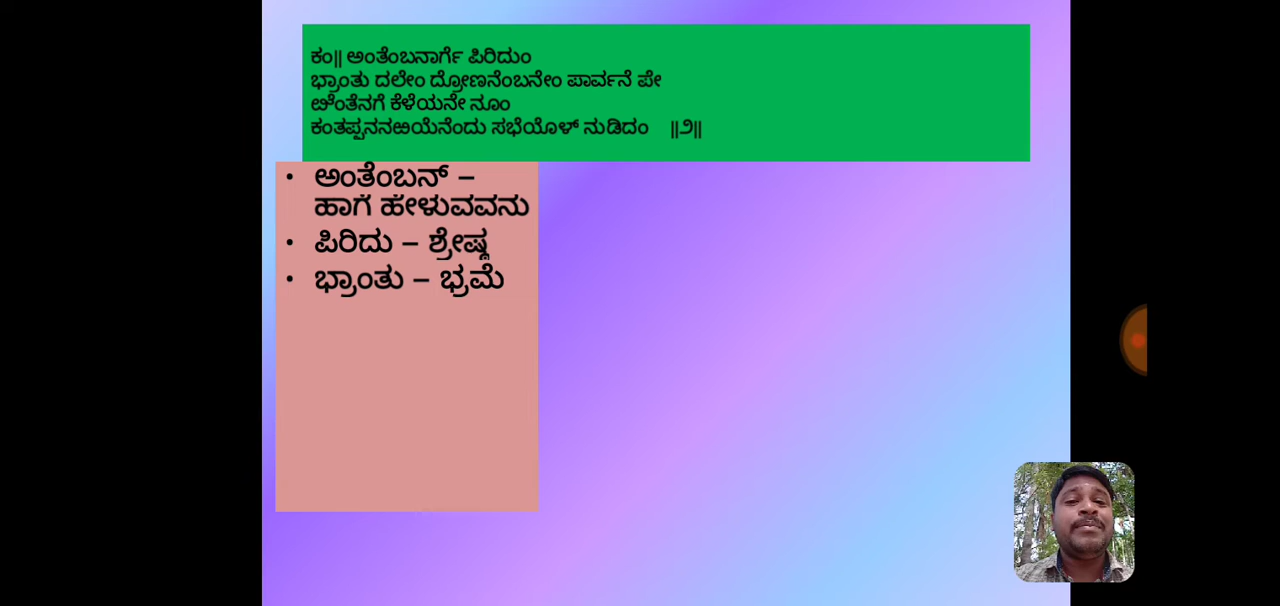 ಕಂ|| ಅಂತೆಂಬನಾರ್ಗೆ ಪಿರಿದುಂ
ಭ್ರಾಂತು ದಲೇಂ ದ್ರೋಣನೆಂಬನೇಂ ಪಾರ್ವನೆ ಪೇ
ೞೆಂತೆನಗೆ ಕೆಳೆಯನೇ ನೂಂ
ಕಂತಪ್ಪನನಱಿಯೆನೆಂದು ಸಭೆಯೊಳ್ ನುಡಿದಂ ||೨||
• ಅಂತೆಂಬನ್ –
ಹಾಗೆ ಹೇಳುವವನು
• ಪಿರಿದು – ಶ್ರೇಷ್ಠ
• ಭ್ರಾಂತು – ಭ್ರಮೆ